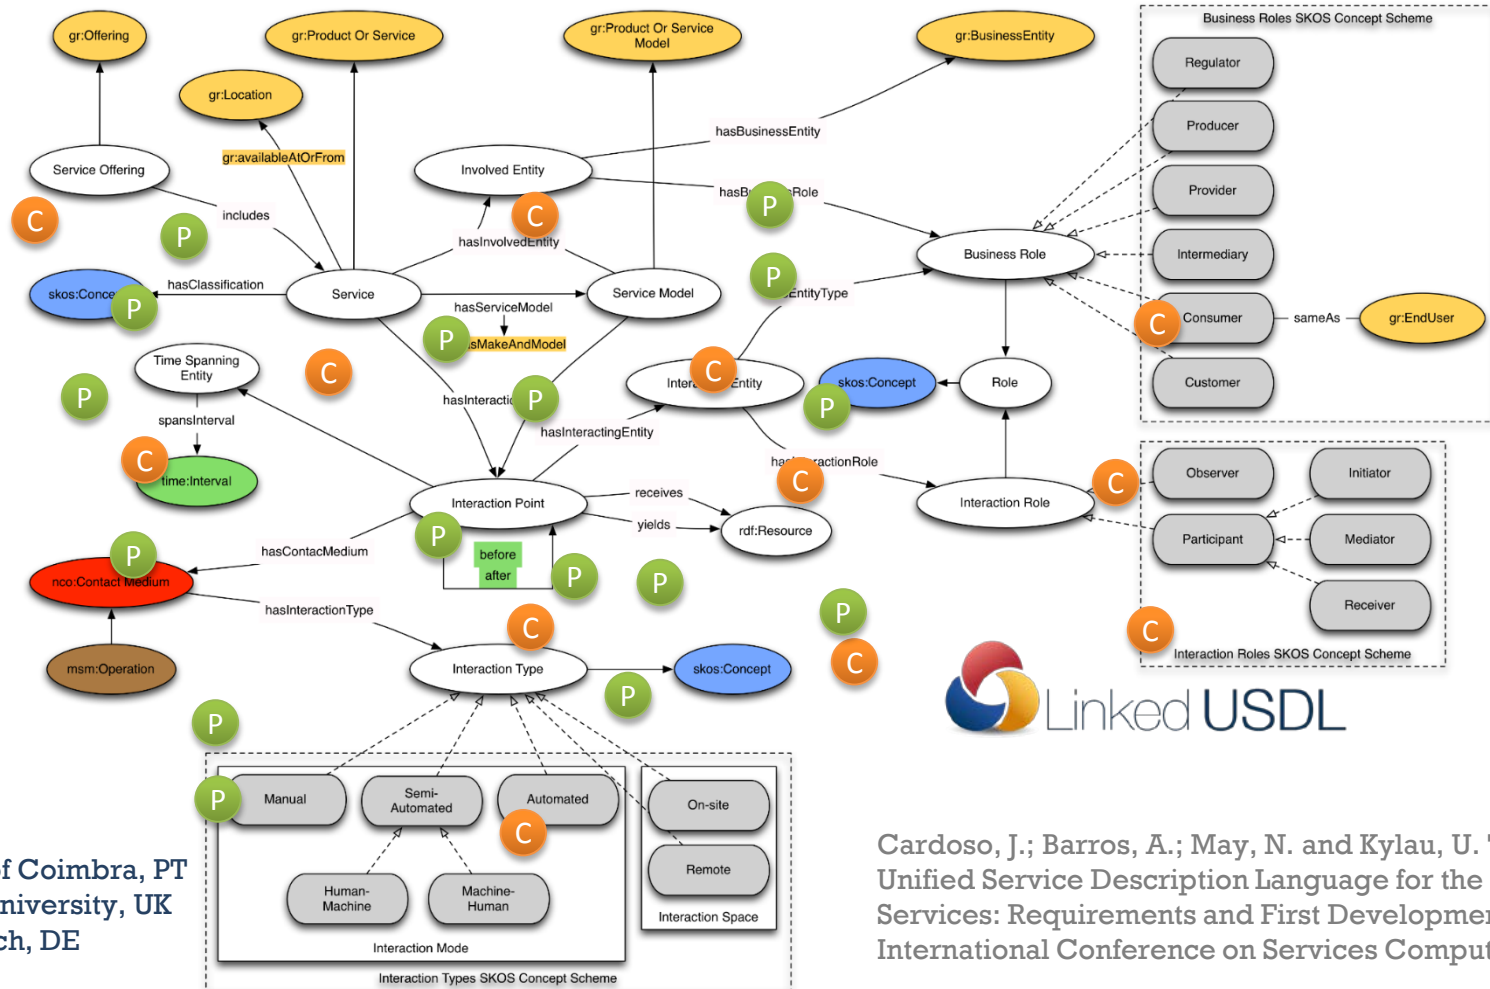 gr:Offering
gr:Product Or Service
gr:Product Or Service
Model
gr:BusinessEntity
Business Roles SKOS Concept Scheme
Regulator
gr:Location
Producer
hasBusinessEntity
gr:availableAtOrFrom
Service Offering
Involved Entity
Provider
P
C
C
P
includes
hasInvolvedEntity
Business Role
Intermediary
P
hasClassification
Service
Service Model
P
hasServiceModel
P
C
Consumer
sameAs
gr:EndUser
Time Spanning
Entity
C
C
Entity
skos:Concept
Role
Customer
P
P
P
spansInterval
hasInteractingEntity
C
time:Interval
C
C
Observer
Initiator
Interaction Point
receives
rdf:Resource
Interaction Role
yields
P
P
hasContacMedium
before
after
Participant
Mediator
nco:Contact Medium
P
P
hasInteractionType
P
Receiver
C
C
msm:Operation
Interaction Type
skos:Concept
C
Interaction Roles SKOS Concept Scheme
P
Linked USDL
P
P
Manual
Semi-
Automated
Automated
On-site
C
Remote
Human-
Machine
Machine-
Human
Interaction Space
Interaction Mode
Interaction Types SKOS Concept Scheme
of Coimbra, PT
University, UK
ch, DE
Cardoso, J.; Barros, A.; May, N. and Kylau, U.
Unified Service Description Language for the
Services: Requirements and First Developmen
International Conference on Services Comput